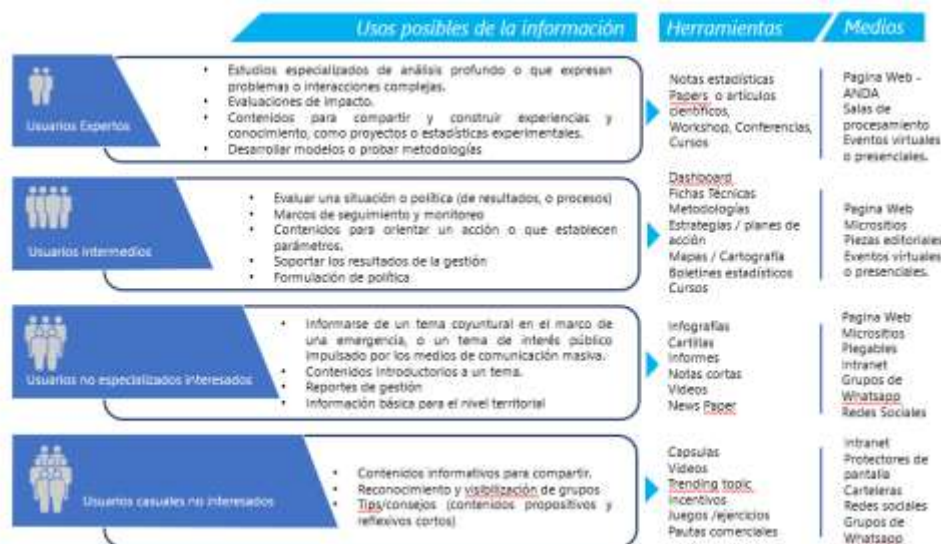 Usos posibles de la información
Herramientas
Medios
Usuarios Expertos
• Estudios especializados de análisis profundo o que expresan
problemas o interacciones complejas.
• Evaluaciones de impacto.
• Contenidos para compartir y construir experiencias y
conocimiento, como proyectos o estadísticas experimentales.
• Desarrollar modelos o probar metodologías
Notas estadísticas
Papers o artículos
científicos,
Workshop, Conferencias,
Cursos
Pagina Web -
ANDA
Salas de
procesamiento
Eventos virtuales
o presenciales.
Usuarios Intermedios
• Evaluar una situación o política (de resultados, o procesos)
• Marcos de seguimiento y monitoreo
• Contenidos para orientar un acción o que establecen
parámetros.
• Soportar los resultados de la gestión
• Formulación de política
Dashboard
Fichas Técnicas
Metodologías
Estrategias / planes de
acción
Mapas / Cartografía
Boletines estadísticos
Cursos
Pagina Web
Micrositios
Piezas editoriales
Eventos virtuales
o presenciales.
Usuarios no especializados interesados
• Informarse de un tema coyuntural en el marco de
una emergencia, o un tema de interés público
impulsado por los medios de comunicación masiva.
• Contenidos introductorios a un tema.
• Reportes de gestión
• Información básica para el nivel territorial
Infografías
Cartillas
Informes
Notas cortas
Videos
News Paper
Pagina Web
Micrositios
Plegables
Intranet
Grupos de
Whatsapp
Redes Sociales
Usuarios casuales no interesados
• Contenidos informativos para compartir.
• Reconocimiento y visibilización de grupos
• Tips/consejos (contenidos propositivos y
reflexivos cortos)
Capsulas
Videos
Trending topic
Incentivos
Juegos /ejercicios
Pautas comerciales
Intranet
Protectores de
pantalla
Carteleras
Redes sociales
Grupos de
Whatsapp